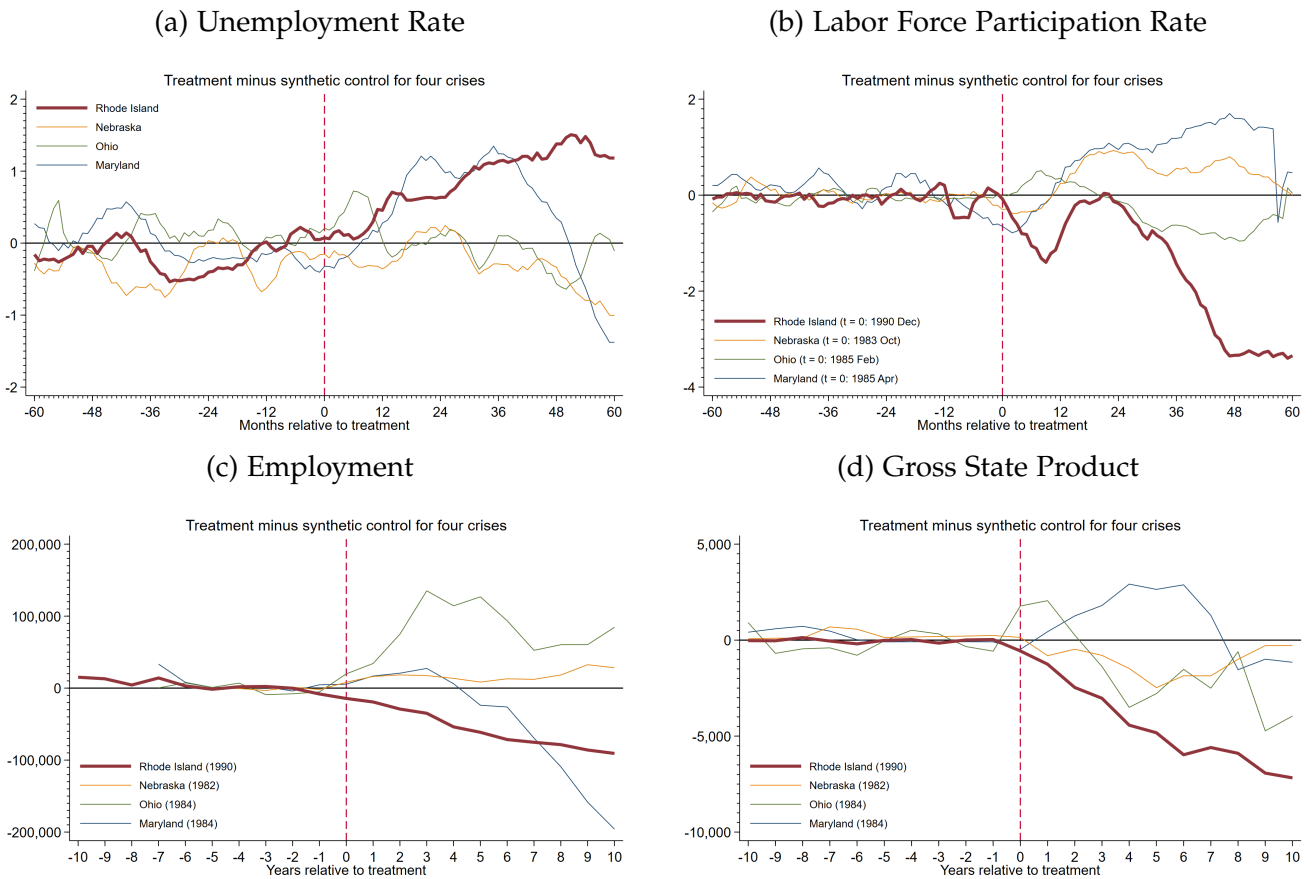 (a) Unemployment Rate
Treatment minus synthetic control for four crises
2
1
0
-1
-2
Rhode Island
Nebraska
Ohio
Maryland
-60 -48 -36 -24 -12 0 12 24 36 48 60
Months relative to treatment
(b) Labor Force Participation Rate
Treatment minus synthetic control for four crises
2
0
-2
-4
Rhode Island (t = 0: 1990 Dec)
Nebraska (t = 0: 1983 Oct)
Ohio (t = 0: 1985 Feb)
Maryland (t = 0: 1985 Apr)
-60 -48 -36 -24 -12 0 12 24 36 48 60
Months relative to treatment
(c) Employment
Treatment minus synthetic control for four crises
200,000
100,000
0
-100,000
-200,000
Rhode Island (1990)
Nebraska (1982)
Ohio (1984)
Maryland (1984)
-10 -9 -8 -7 -6 -5 -4 -3 -2 -1 0 1 2 3 4 5 6 7 8 9 10
Years relative to treatment
(d) Gross State Product
Treatment minus synthetic control for four crises
5,000
0
-5,000
-10,000
Rhode Island (1990)
Nebraska (1982)
Ohio (1984)
Maryland (1984)
-10 -9 -8 -7 -6 -5 -4 -3 -2 -1 0 1 2 3 4 5 6 7 8 9 10
Years relative to treatment